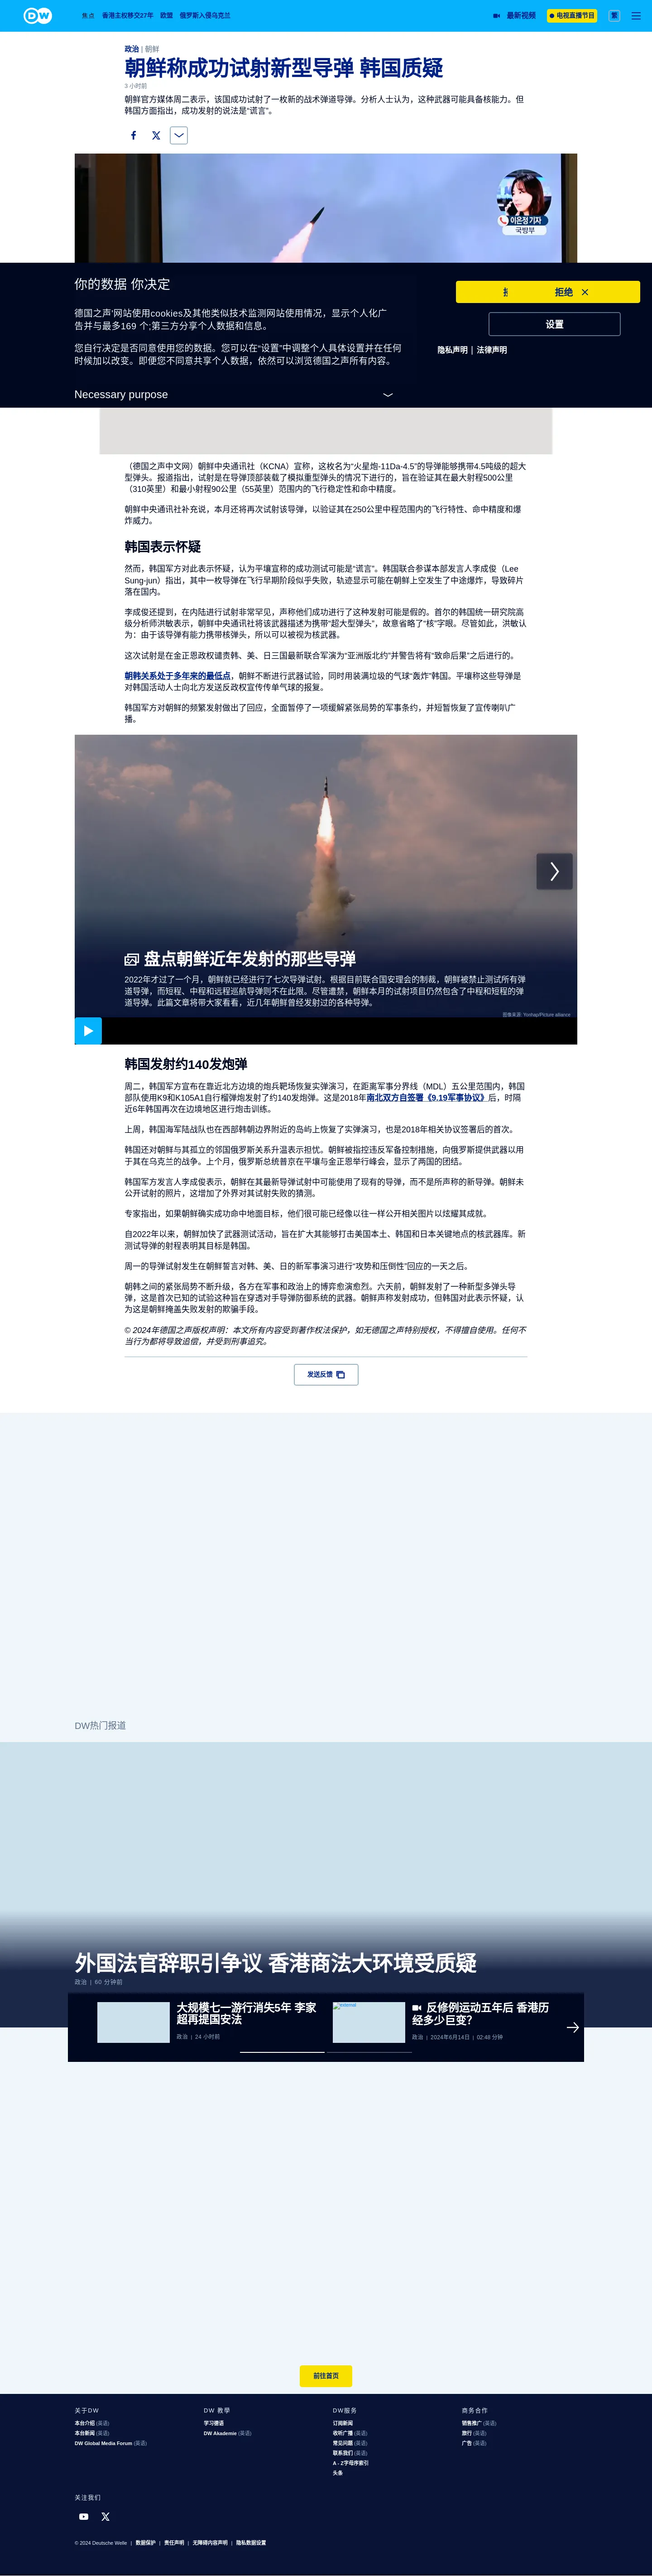 DW
焦点 香港主权移交27年 欧盟 俄罗斯入侵乌克兰
最新视频
电视直播节目
繁
政治 | 朝鲜
朝鲜称成功试射新型导弹 韩国质疑
3 小时前
朝鲜官方媒体周二表示，该国成功试射了一枚新的战术弹道导弹。分析人士认为，这种武器可能具备核能力。但
韩国方面指出，成功发射的说法是“谎言”。
이은정 기자
국방부
你的数据 你决定
拒绝
德国之声'网站使用cookies及其他类似技术监测网站使用情况，显示个人化广
告并与最多169 个;第三方分享个人数据和信息。
设置
您自行决定是否同意使用您的数据。您可以在“设置”中调整个人具体设置并在任何
时候加以改变。即便您不同意共享个人数据，依然可以浏览德国之声所有内容。
隐私声明 | 法律声明
Necessary purpose
（德国之声中文网）朝鲜中央通讯社（KCNA）宣称，这枚名为“火星炮-11Da-4.5”的导弹能够携带4.5吨级的超大
型弹头。报道指出，试射是在导弹顶部装载了模拟重型弹头的情况下进行的，旨在验证其在最大射程500公里
（310英里）和最小射程90公里（55英里）范围内的飞行稳定性和命中精度。
朝鲜中央通讯社补充说，本月还将再次试射该导弹，以验证其在250公里中程范围内的飞行特性、命中精度和爆
炸威力。
韩国表示怀疑
然而，韩国军方对此表示怀疑，认为平壤宣称的成功测试可能是“谎言”。韩国联合参谋本部发言人李成俊（Lee
Sung-jun）指出，其中一枚导弹在飞行早期阶段似乎失败，轨迹显示可能在朝鲜上空发生了中途爆炸，导致碎片
落在国内。
李成俊还提到，在内陆进行试射非常罕见，声称他们成功进行了这种发射可能是假的。首尔的韩国统一研究院高
级分析师洪敏表示，朝鲜中央通讯社将该武器描述为携带“超大型弹头”，故意省略了“核”字眼。尽管如此，洪敏认
为：由于该导弹有能力携带核弹头，所以可以被视为核武器。
这次试射是在金正恩政权谴责韩、美、日三国最新联合军演为“亚洲版北约”并警告将有“致命后果”之后进行的。
朝韩关系处于多年来的最低点，朝鲜不断进行武器试验，同时用装满垃圾的气球“轰炸”韩国。平壤称这些导弹是
对韩国活动人士向北方发送反政权宣传传单气球的报复。
韩国军方对朝鲜的频繁发射做出了回应，全面暂停了一项缓解紧张局势的军事条约，并短暂恢复了宣传喇叭广
播。
盘点朝鲜近年发射的那些导弹
2022年才过了一个月，朝鲜就已经进行了七次导弹试射。根据目前联合国安理会的制裁，朝鲜被禁止测试所有弹
道导弹，而短程、中程和远程巡航导弹则不在此限。尽管遭禁，朝鲜本月的试射项目仍然包含了中程和短程的弹
道导弹。此篇文章将带大家看看，近几年朝鲜曾经发射过的各种导弹。
图像来源: Yonhap/Picture alliance
韩国发射约140发炮弹
周二，韩国军方宣布在靠近北方边境的炮兵靶场恢复实弹演习，在距离军事分界线（MDL）五公里范围内，韩国
部队使用K9和K105A1自行榴弹炮发射了约140发炮弹。这是2018年南北双方自签署《9.19军事协议》后，时隔
近6年韩国再次在边境地区进行炮击训练。
上周，韩国海军陆战队也在西部韩朝边界附近的岛屿上恢复了实弹演习，也是2018年相关协议签署后的首次。
韩国还对朝鲜与其孤立的邻国俄罗斯关系升温表示担忧。朝鲜被指控违反军备控制措施，向俄罗斯提供武器以用
于其在乌克兰的战争。上个月，俄罗斯总统普京在平壤与金正恩举行峰会，显示了两国的团结。
韩国军方发言人李成俊表示，朝鲜在其最新导弹试射中可能使用了现有的导弹，而不是所声称的新导弹。朝鲜未
公开试射的照片，这增加了外界对其试射失败的猜测。
专家指出，如果朝鲜确实成功命中地面目标，他们很可能已经像以往一样公开相关图片以炫耀其成就。
自2022年以来，朝鲜加快了武器测试活动，旨在扩大其能够打击美国本土、韩国和日本关键地点的核武器库。新
测试导弹的射程表明其目标是韩国。
周一的导弹试射发生在朝鲜誓言对韩、美、日的新军事演习进行“攻势和压倒性”回应的一天之后。
朝韩之间的紧张局势不断升级，各方在军事和政治上的博弈愈演愈烈。六天前，朝鲜发射了一种新型多弹头导
弹，这是首次已知的试验这种旨在穿透对手导弹防御系统的武器。朝鲜声称发射成功，但韩国对此表示怀疑，认
为这是朝鲜掩盖失败发射的欺骗手段。
© 2024年德国之声版权声明：本文所有内容受到著作权法保护，如无德国之声特别授权，不得擅自使用。任何不
当行为都将导致追偿，并受到刑事追究。
发送反馈
DW热门报道
外国法官辞职引争议 香港商法大环境受质疑
政治 | 60 分钟前
大规模七一游行消失5年 李家
超再提国安法
政治 | 24 小时前
external
反修例运动五年后 香港历
经多少巨变?
政治 | 2024年6月14日 | 02:48 分钟
前往首页
关于DW
本台介绍 (英语)
本台新闻 (英语)
DW Global Media Forum (英语)
DW 教學
学习德语
DW Akademie (英语)
DW服务
订阅新闻
收听广播 (英语)
常见问题 (英语)
联系我们 (英语)
A - Z字母序索引
头条
商务合作
销售推广 (英语)
旅行 (英语)
广告 (英语)
关注我们
© 2024 Deutsche Welle | 数据保护 | 责任声明 | 无障碍内容声明 | 隐私数据设置